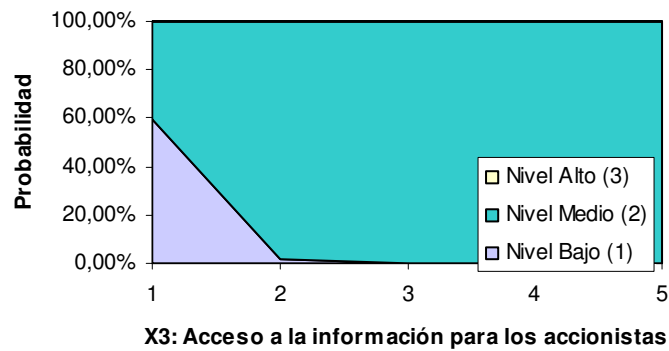 100,00%
80,00%
60,00%
40,00%
20,00%
0,00%
Probabilidad
Nivel Alto (3)
Nivel Medio (2)
Nivel Bajo (1)
1 2 3 4 5
X3: Acceso a la información para los accionistas